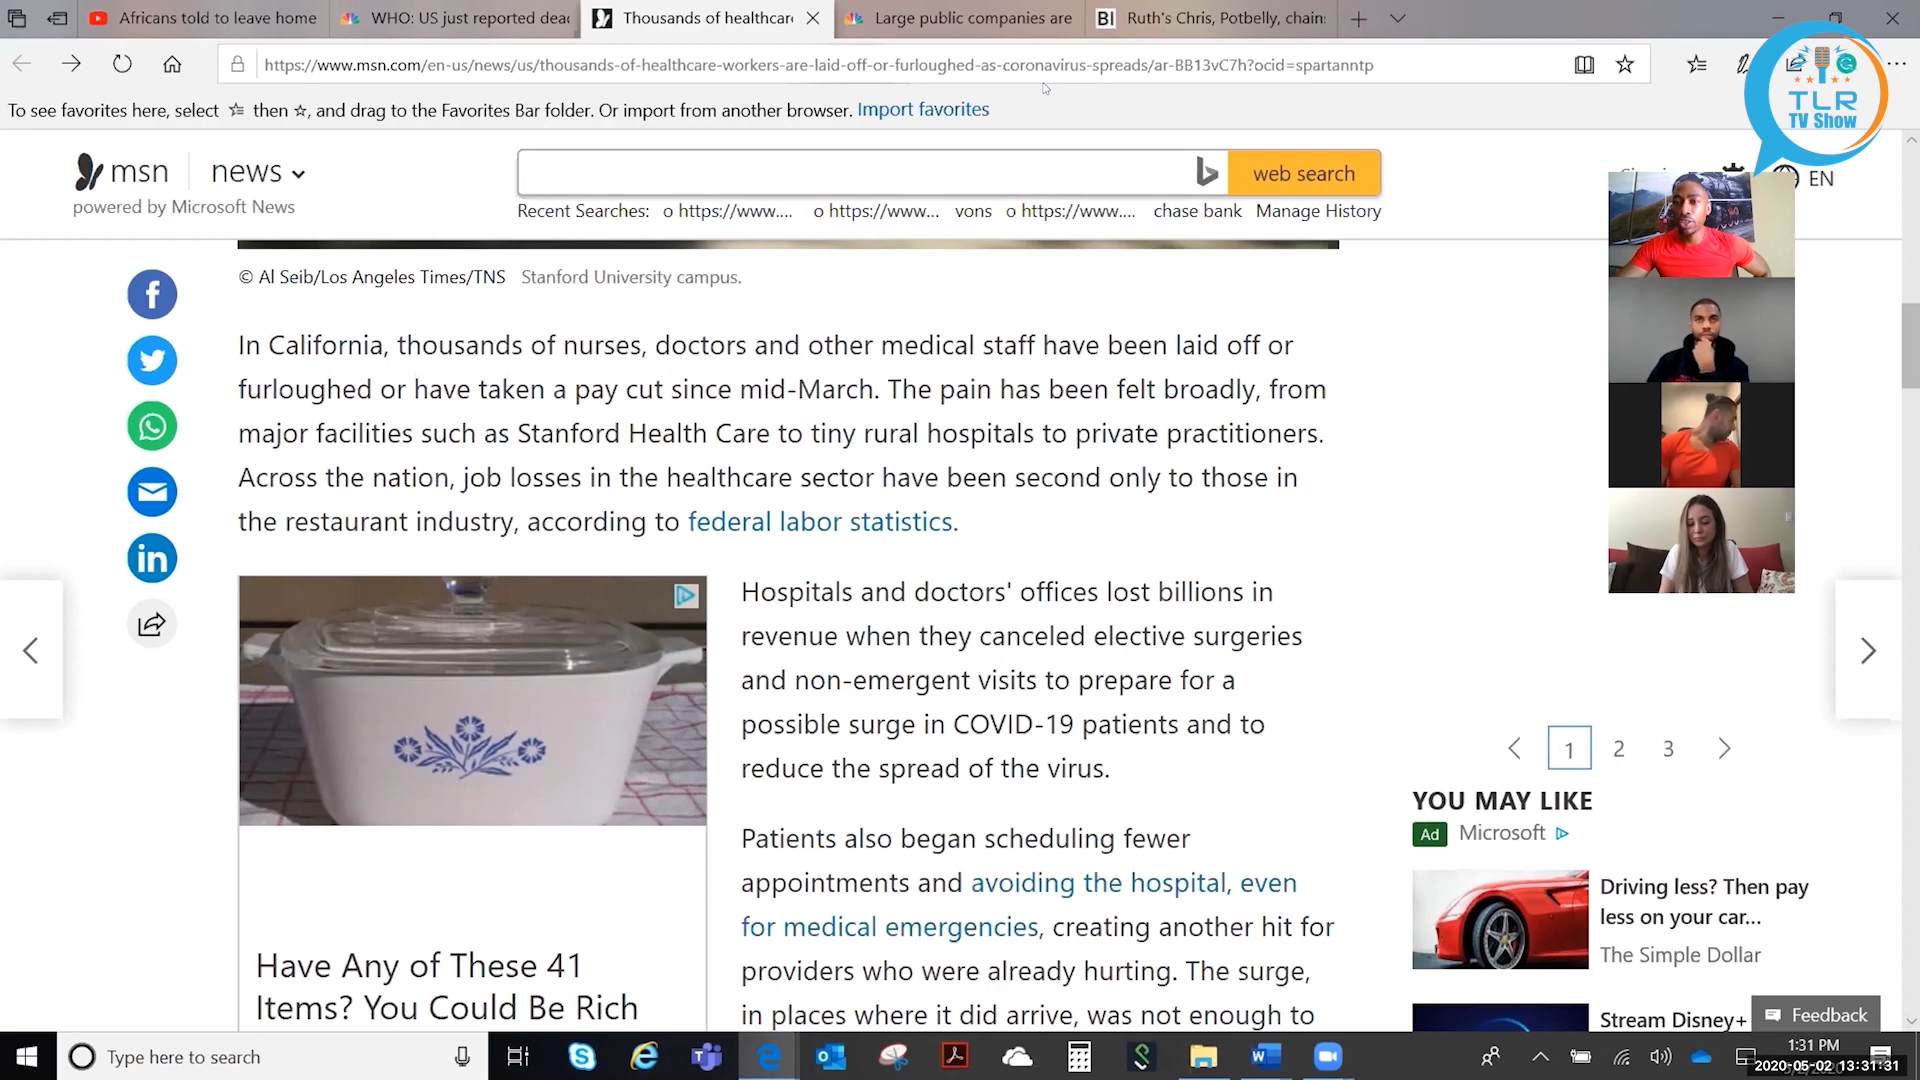 Africans told to leave home
WHO: US just reported dead
Thousands of healthcare
Large public companies are
BI Ruth's Chris, Potbelly, chain
https://www.msn.com/en-us/news/us/thousands-of-healthcare-workers-are-laid-off-or-furloughed-as-coronavirus-spreads/ar-BB13vC7h?ocid=spartanntp
To see favorites here, select then ☆, and drag to the Favorites Bar folder. Or import from another browser. Import favorites
TLR
TV Show
msn news
powered by Microsoft News
web search
EN
Recent Searches: o https://www.... o https://www... vons o https://www.... chase bank Manage History
© Al Seib/Los Angeles Times/TNS Stanford University campus.
In California, thousands of nurses, doctors and other medical staff have been laid off or
furloughed or have taken a pay cut since mid-March. The pain has been felt broadly, from
major facilities such as Stanford Health Care to tiny rural hospitals to private practitioners.
Across the nation, job losses in the healthcare sector have been second only to those in
the restaurant industry, according to federal labor statistics.
Hospitals and doctors' offices lost billions in
revenue when they canceled elective surgeries
and non-emergent visits to prepare for a
possible surge in COVID-19 patients and to
reduce the spread of the virus.
Patients also began scheduling fewer
appointments and avoiding the hospital, even
for medical emergencies, creating another hit for
providers who were already hurting. The surge,
in places where it did arrive, was not enough to
Have Any of These 41
Items? You Could Be Rich
1 2 3
YOU MAY LIKE
Ad Microsoft
Driving less? Then pay
less on your car...
The Simple Dollar
Stream Disney+
Feedback
Type here to search
1:31 PM
2020-05-02 13:31:31